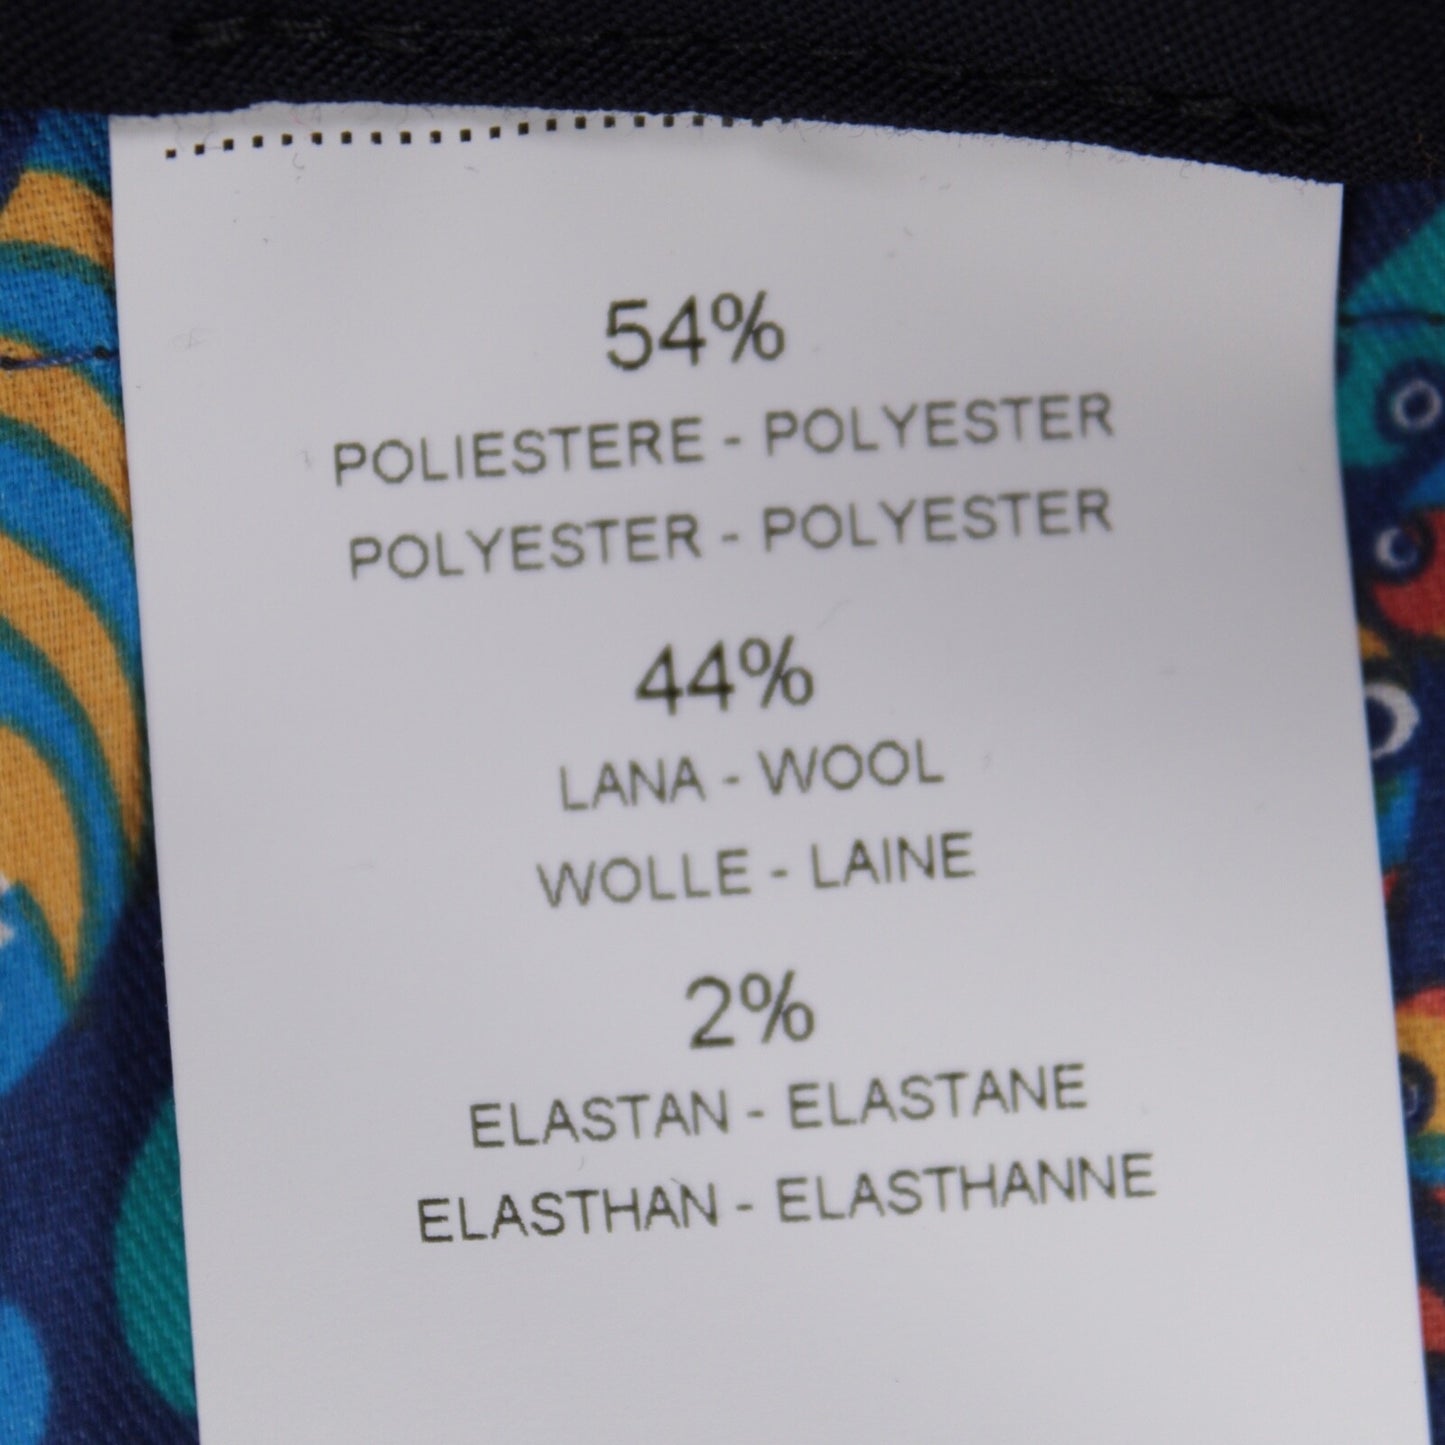 54%
POLIESTERE - POLYESTER
POLYESTER - POLYESTER
44%
LANA - WOOL
WOLLE - LAINE
2%
ELASTAN - ELASTANE
ELASTHAN - ELASTHANNE